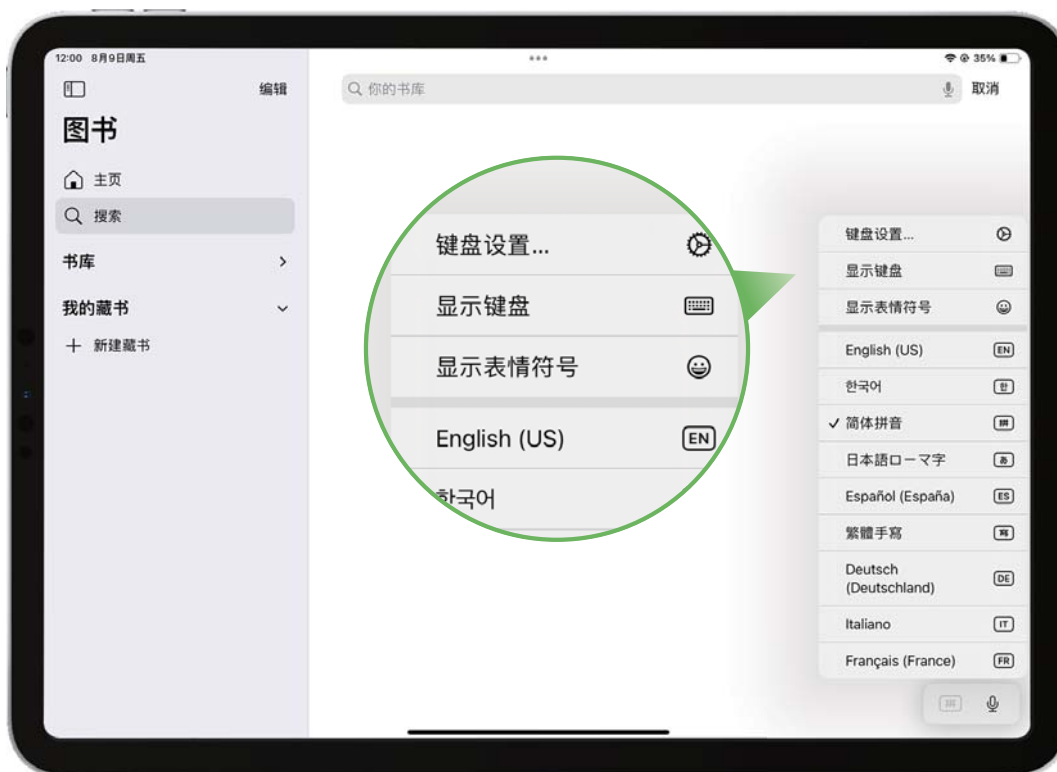 12:00 8月9日周五
35%
编辑
图书
主页
搜索
书库
我的藏书
新建藏书
你的书库
取消
键盘设置...
显示键盘
显示表情符号
English (US)
EN
한국어
键盘设置...
显示键盘
显示表情符号
English (US)
EN
한국어
한
简体拼音
拼
日本語ローマ字
あ
Español (España)
ES
繁體手寫
寫
Deutsch
(Deutschland)
DE
Italiano
IT
Français (France)
FR
拼